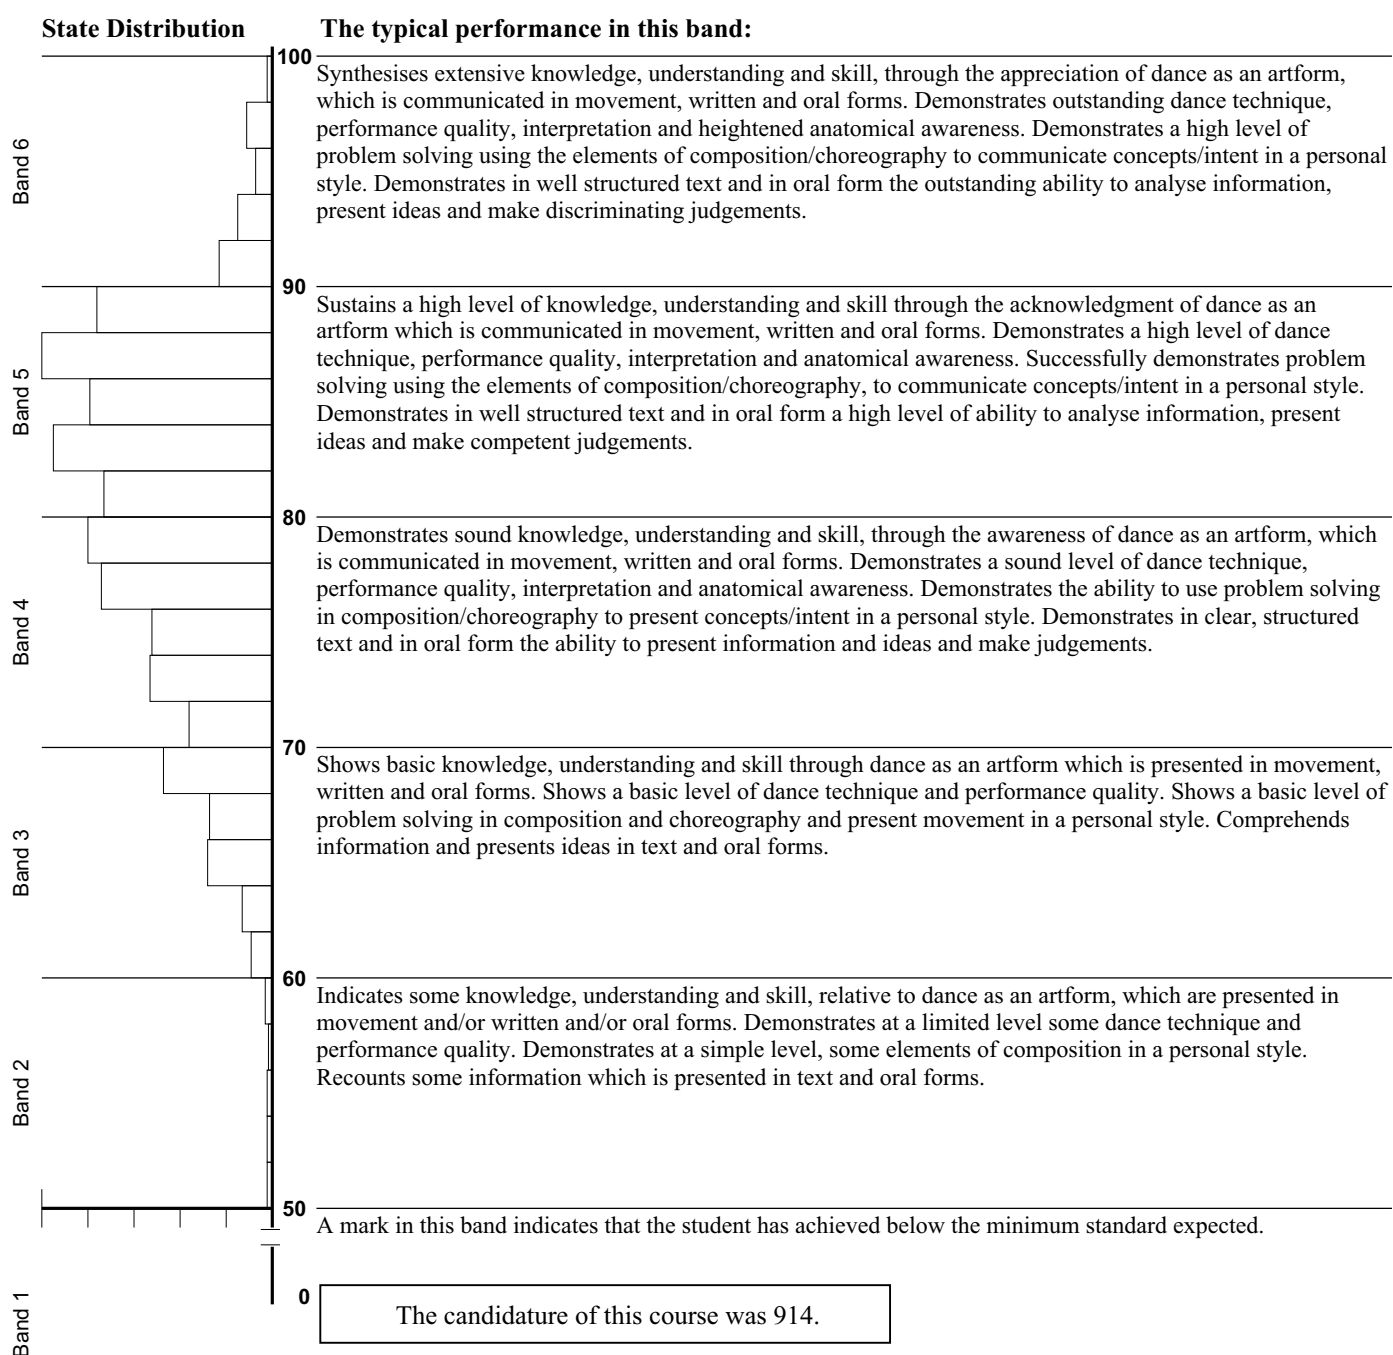 State Distribution
The typical performance in this band:
100
Synthesises extensive knowledge, understanding and skill, through the appreciation of dance as an artform,
which is communicated in movement, written and oral forms. Demonstrates outstanding dance technique,
performance quality, interpretation and heightened anatomical awareness. Demonstrates a high level of
problem solving using the elements of composition/choreography to communicate concepts/intent in a personal
style. Demonstrates in well structured text and in oral form the outstanding ability to analyse information,
present ideas and make discriminating judgements.
Band 6
90
Sustains a high level of knowledge, understanding and skill through the acknowledgment of dance as an
artform which is communicated in movement, written and oral forms. Demonstrates a high level of dance
technique, performance quality, interpretation and anatomical awareness. Successfully demonstrates problem
solving using the elements of composition/choreography, to communicate concepts/intent in a personal style.
Demonstrates in well structured text and in oral form a high level of ability to analyse information, present
ideas and make competent judgements.
Band 5
80
Demonstrates sound knowledge, understanding and skill, through the awareness of dance as an artform, which
is communicated in movement, written and oral forms. Demonstrates a sound level of dance technique,
performance quality, interpretation and anatomical awareness. Demonstrates the ability to use problem solving
in composition/choreography to present concepts/intent in a personal style. Demonstrates in clear, structured
text and in oral form the ability to present information and ideas and make judgements.
Band 4
70
Shows basic knowledge, understanding and skill through dance as an artform which is presented in movement,
written and oral forms. Shows a basic level of dance technique and performance quality. Shows a basic level of
problem solving in composition and choreography and present movement in a personal style. Comprehends
information and presents ideas in text and oral forms.
Band 3
60
Indicates some knowledge, understanding and skill, relative to dance as an artform, which are presented in
movement and/or written and/or oral forms. Demonstrates at a limited level some dance technique and
performance quality. Demonstrates at a simple level, some elements of composition in a personal style.
Recounts some information which is presented in text and oral forms.
Band 2
50
A mark in this band indicates that the student has achieved below the minimum standard expected.
0
Band 1
The candidature of this course was 914.